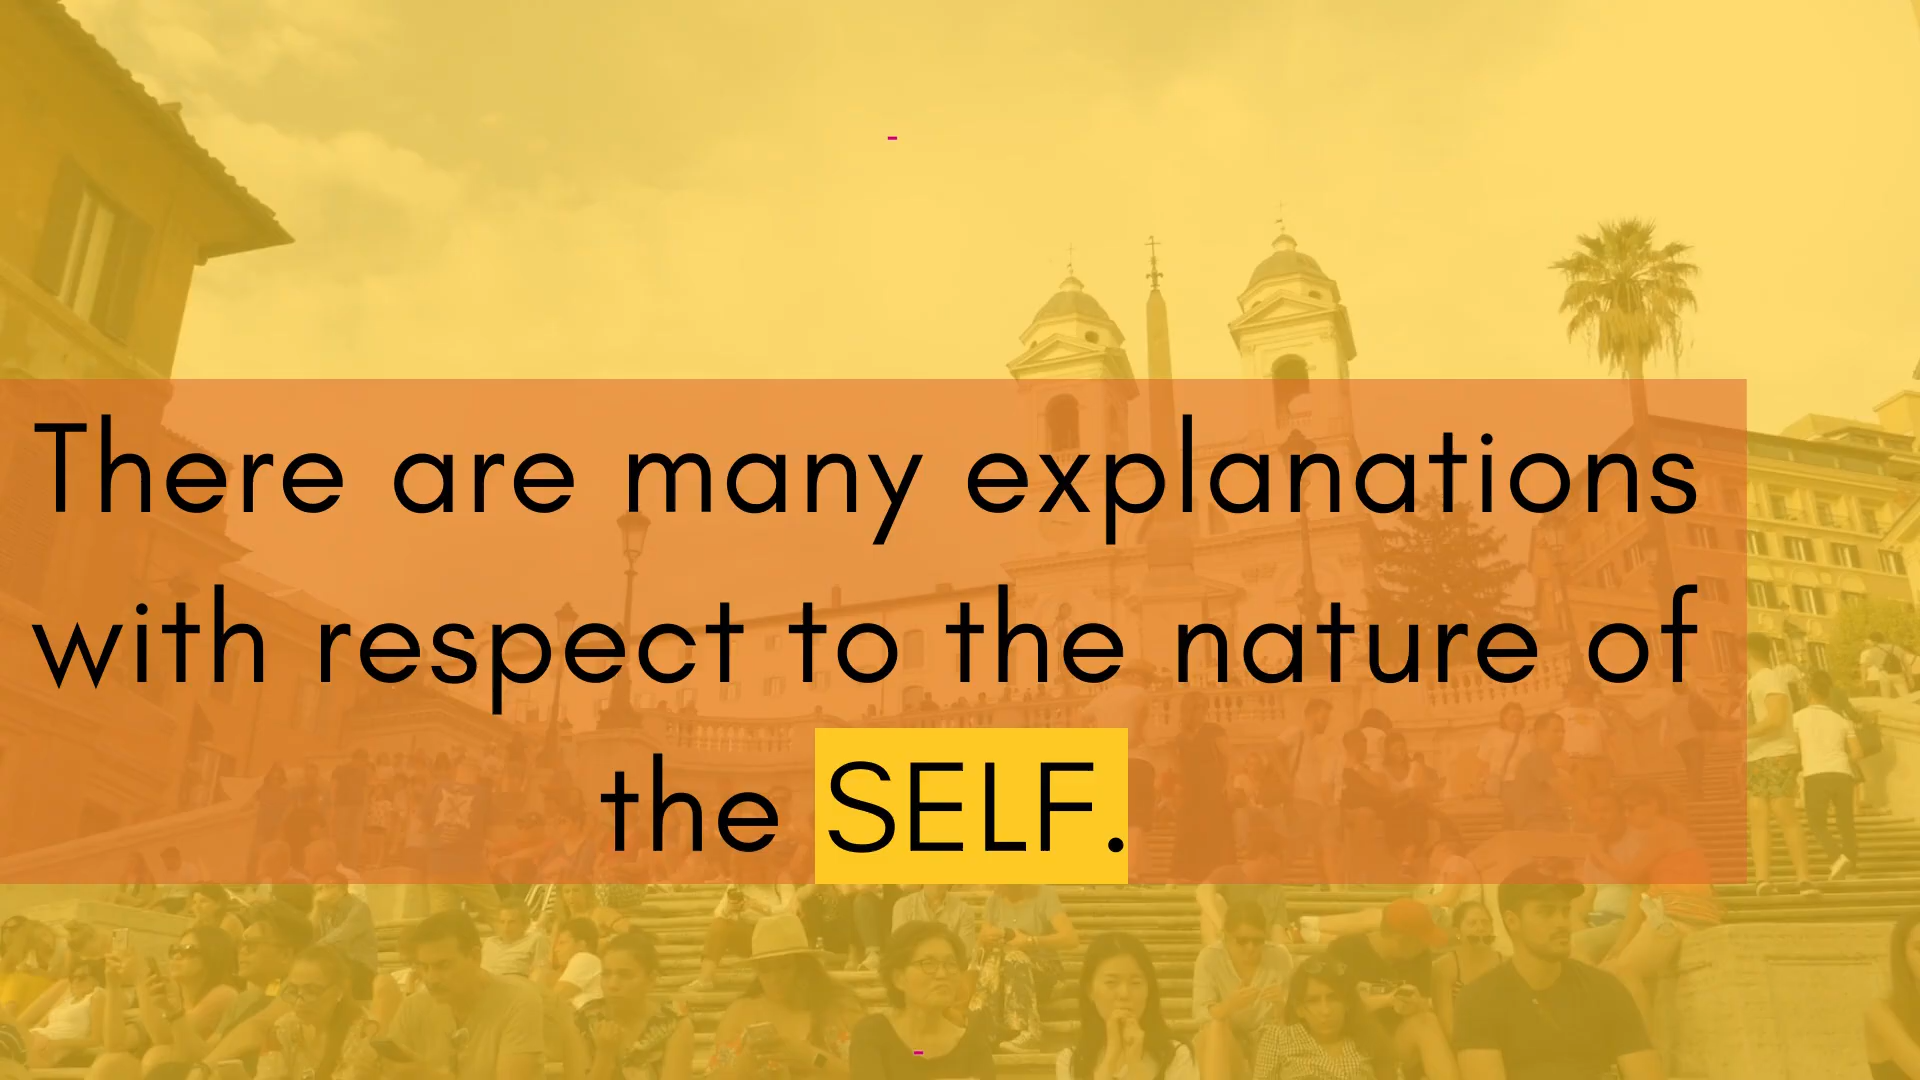 There are many explanations
with respect to the nature of
the SELF.